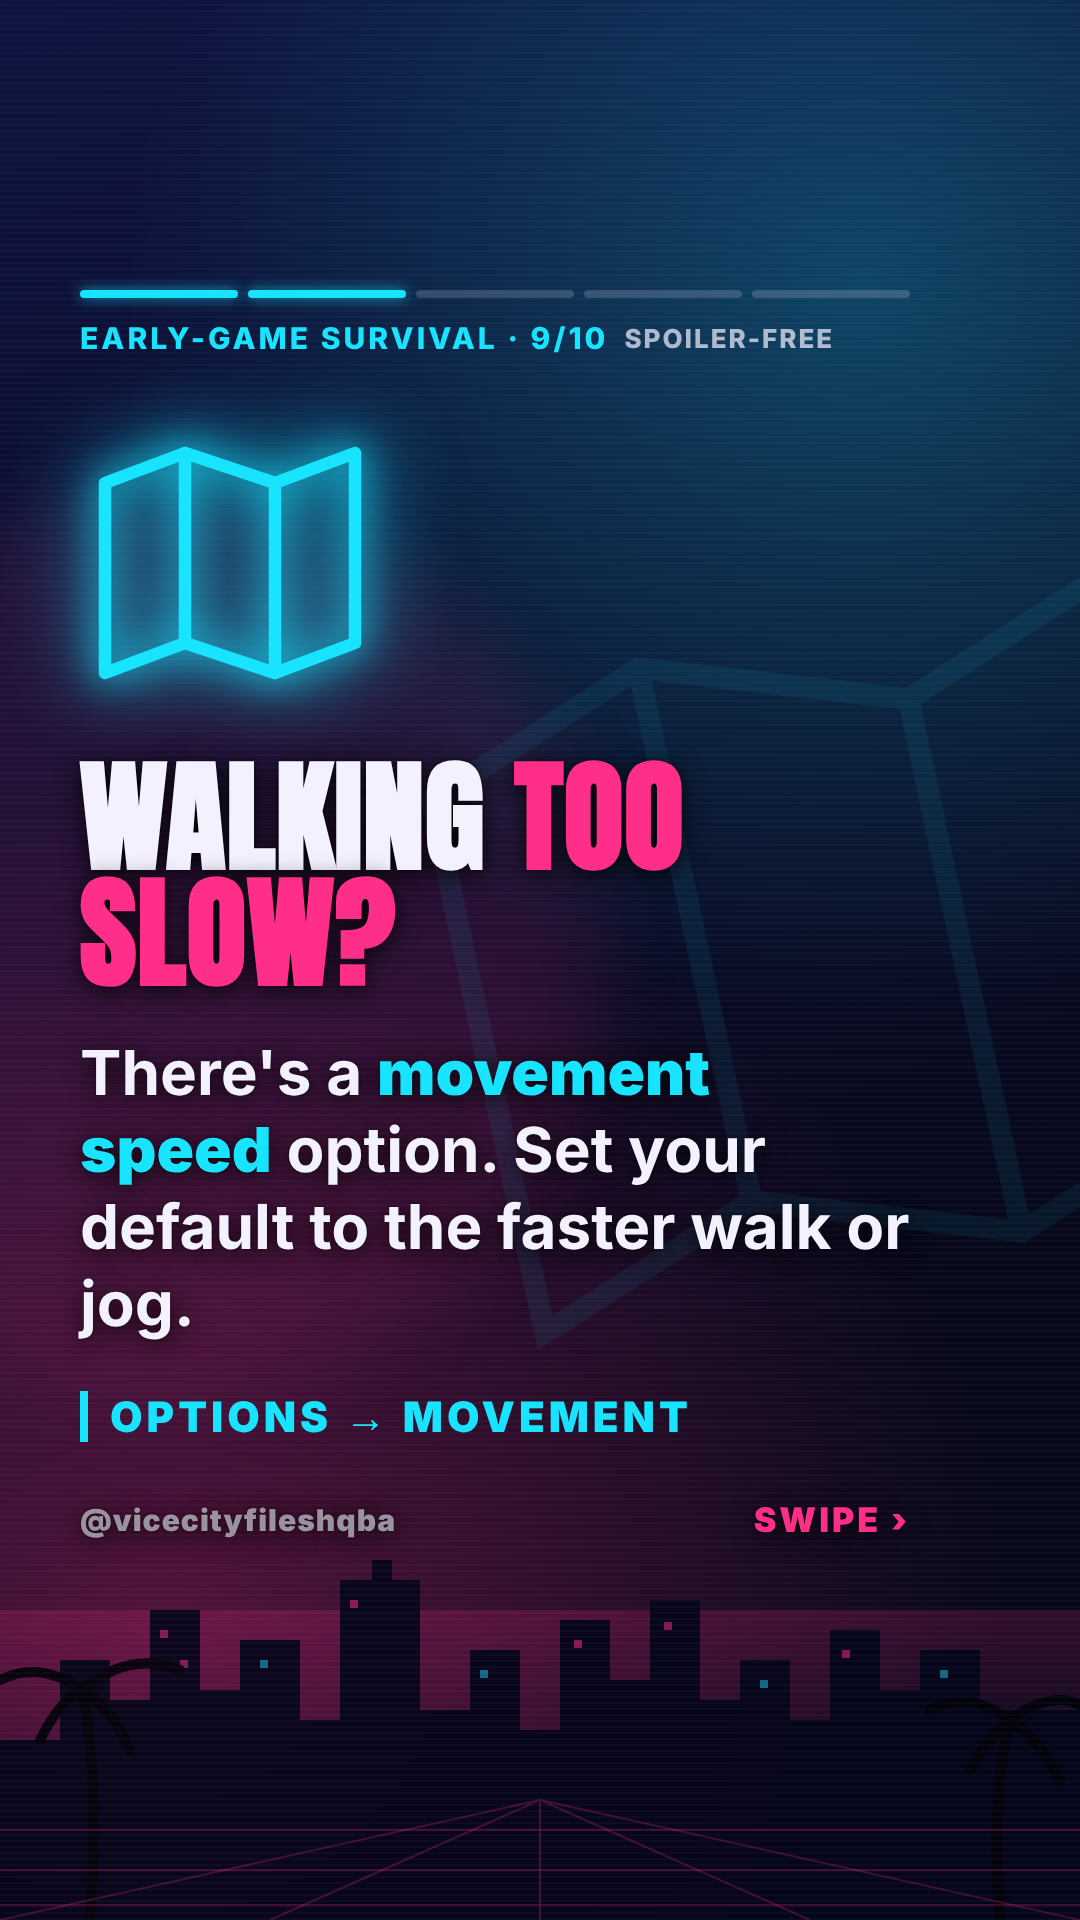 EARLY-GAME SURVIVAL · 9/10 SPOILER-FREE
WALKING TOO
SLOW?
There's a movement
speed option. Set your
default to the faster walk or
jog.
OPTIONS → MOVEMENT
@vicecityfileshqba
SWIPE ›